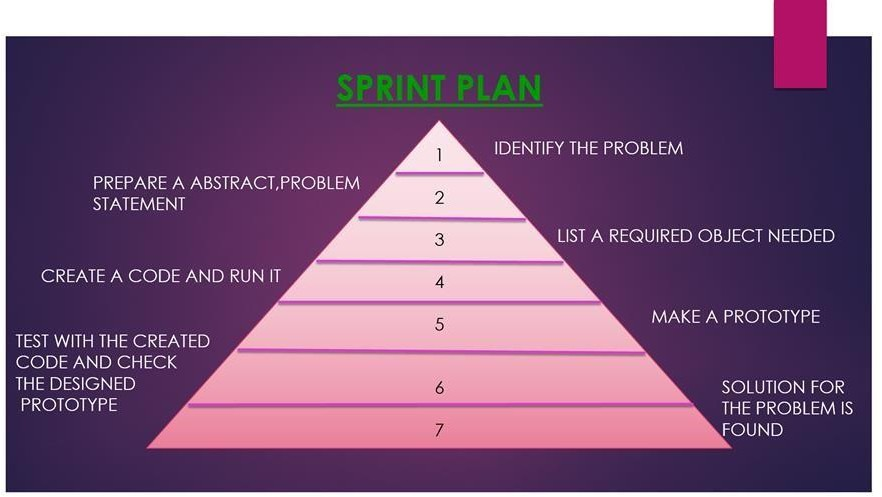 SPRINT PLAN
1
IDENTIFY THE PROBLEM
PREPARE A ABSTRACT,PROBLEM
STATEMENT
2
3
LIST A REQUIRED OBJECT NEEDED
CREATE A CODE AND RUN IT
4
5
MAKE A PROTOTYPE
TEST WITH THE CREATED
CODE AND CHECK
THE DESIGNED
PROTOTYPE
6
SOLUTION FOR
THE PROBLEM IS
FOUND
7